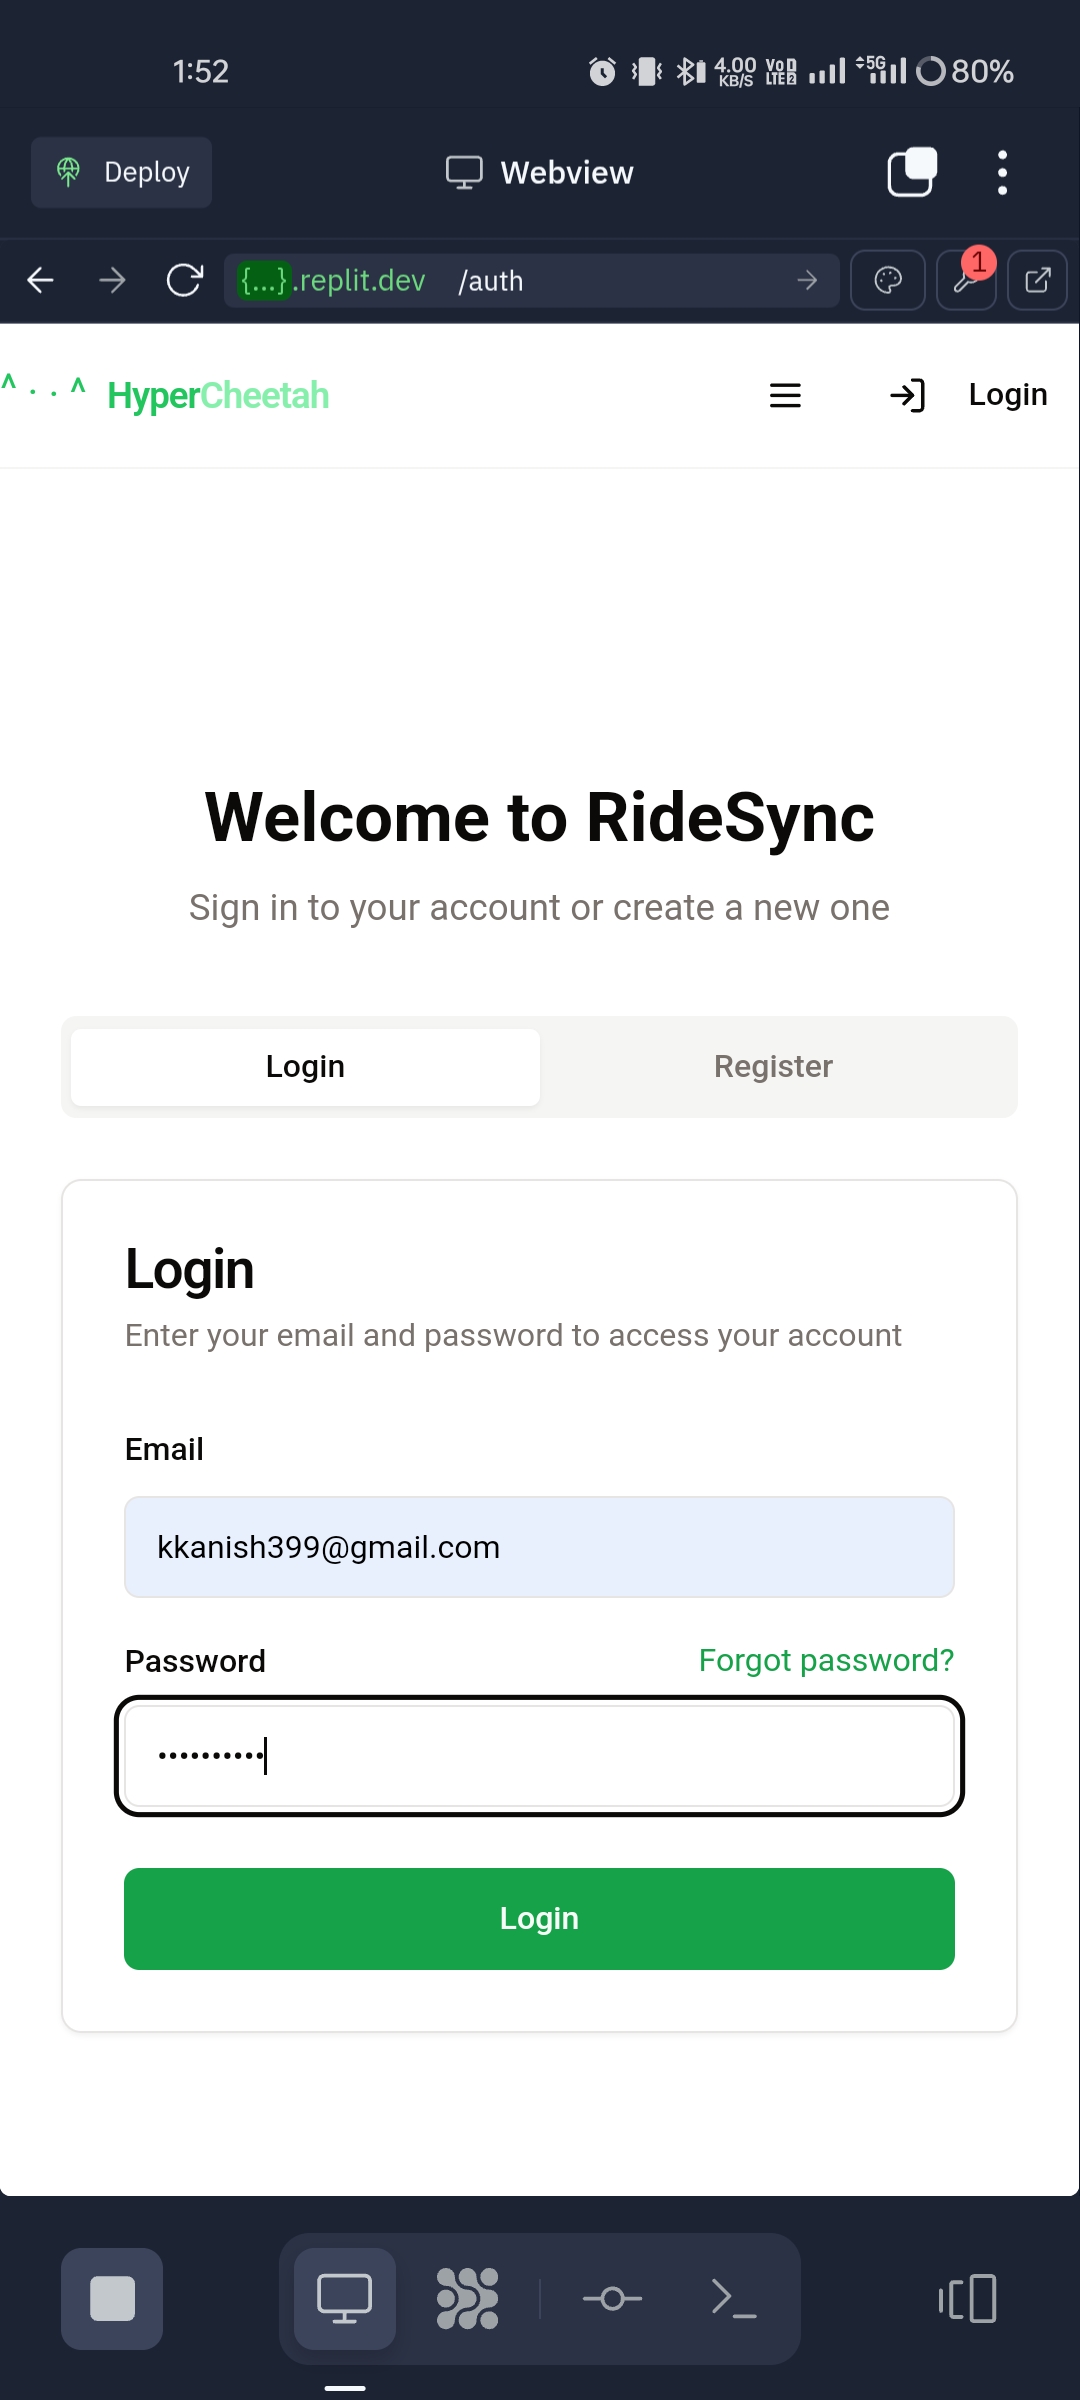 1:52
4.00 KB/S
VoD LTE2
5G
80%
Deploy
Webview
{...}.replit.dev /auth
1
^ · · ^ HyperCheetah
Login
Welcome to RideSync
Sign in to your account or create a new one
Login
Register
Login
Enter your email and password to access your account
Email
kkanish399@gmail.com
Password
Forgot password?
••••••••••
Login